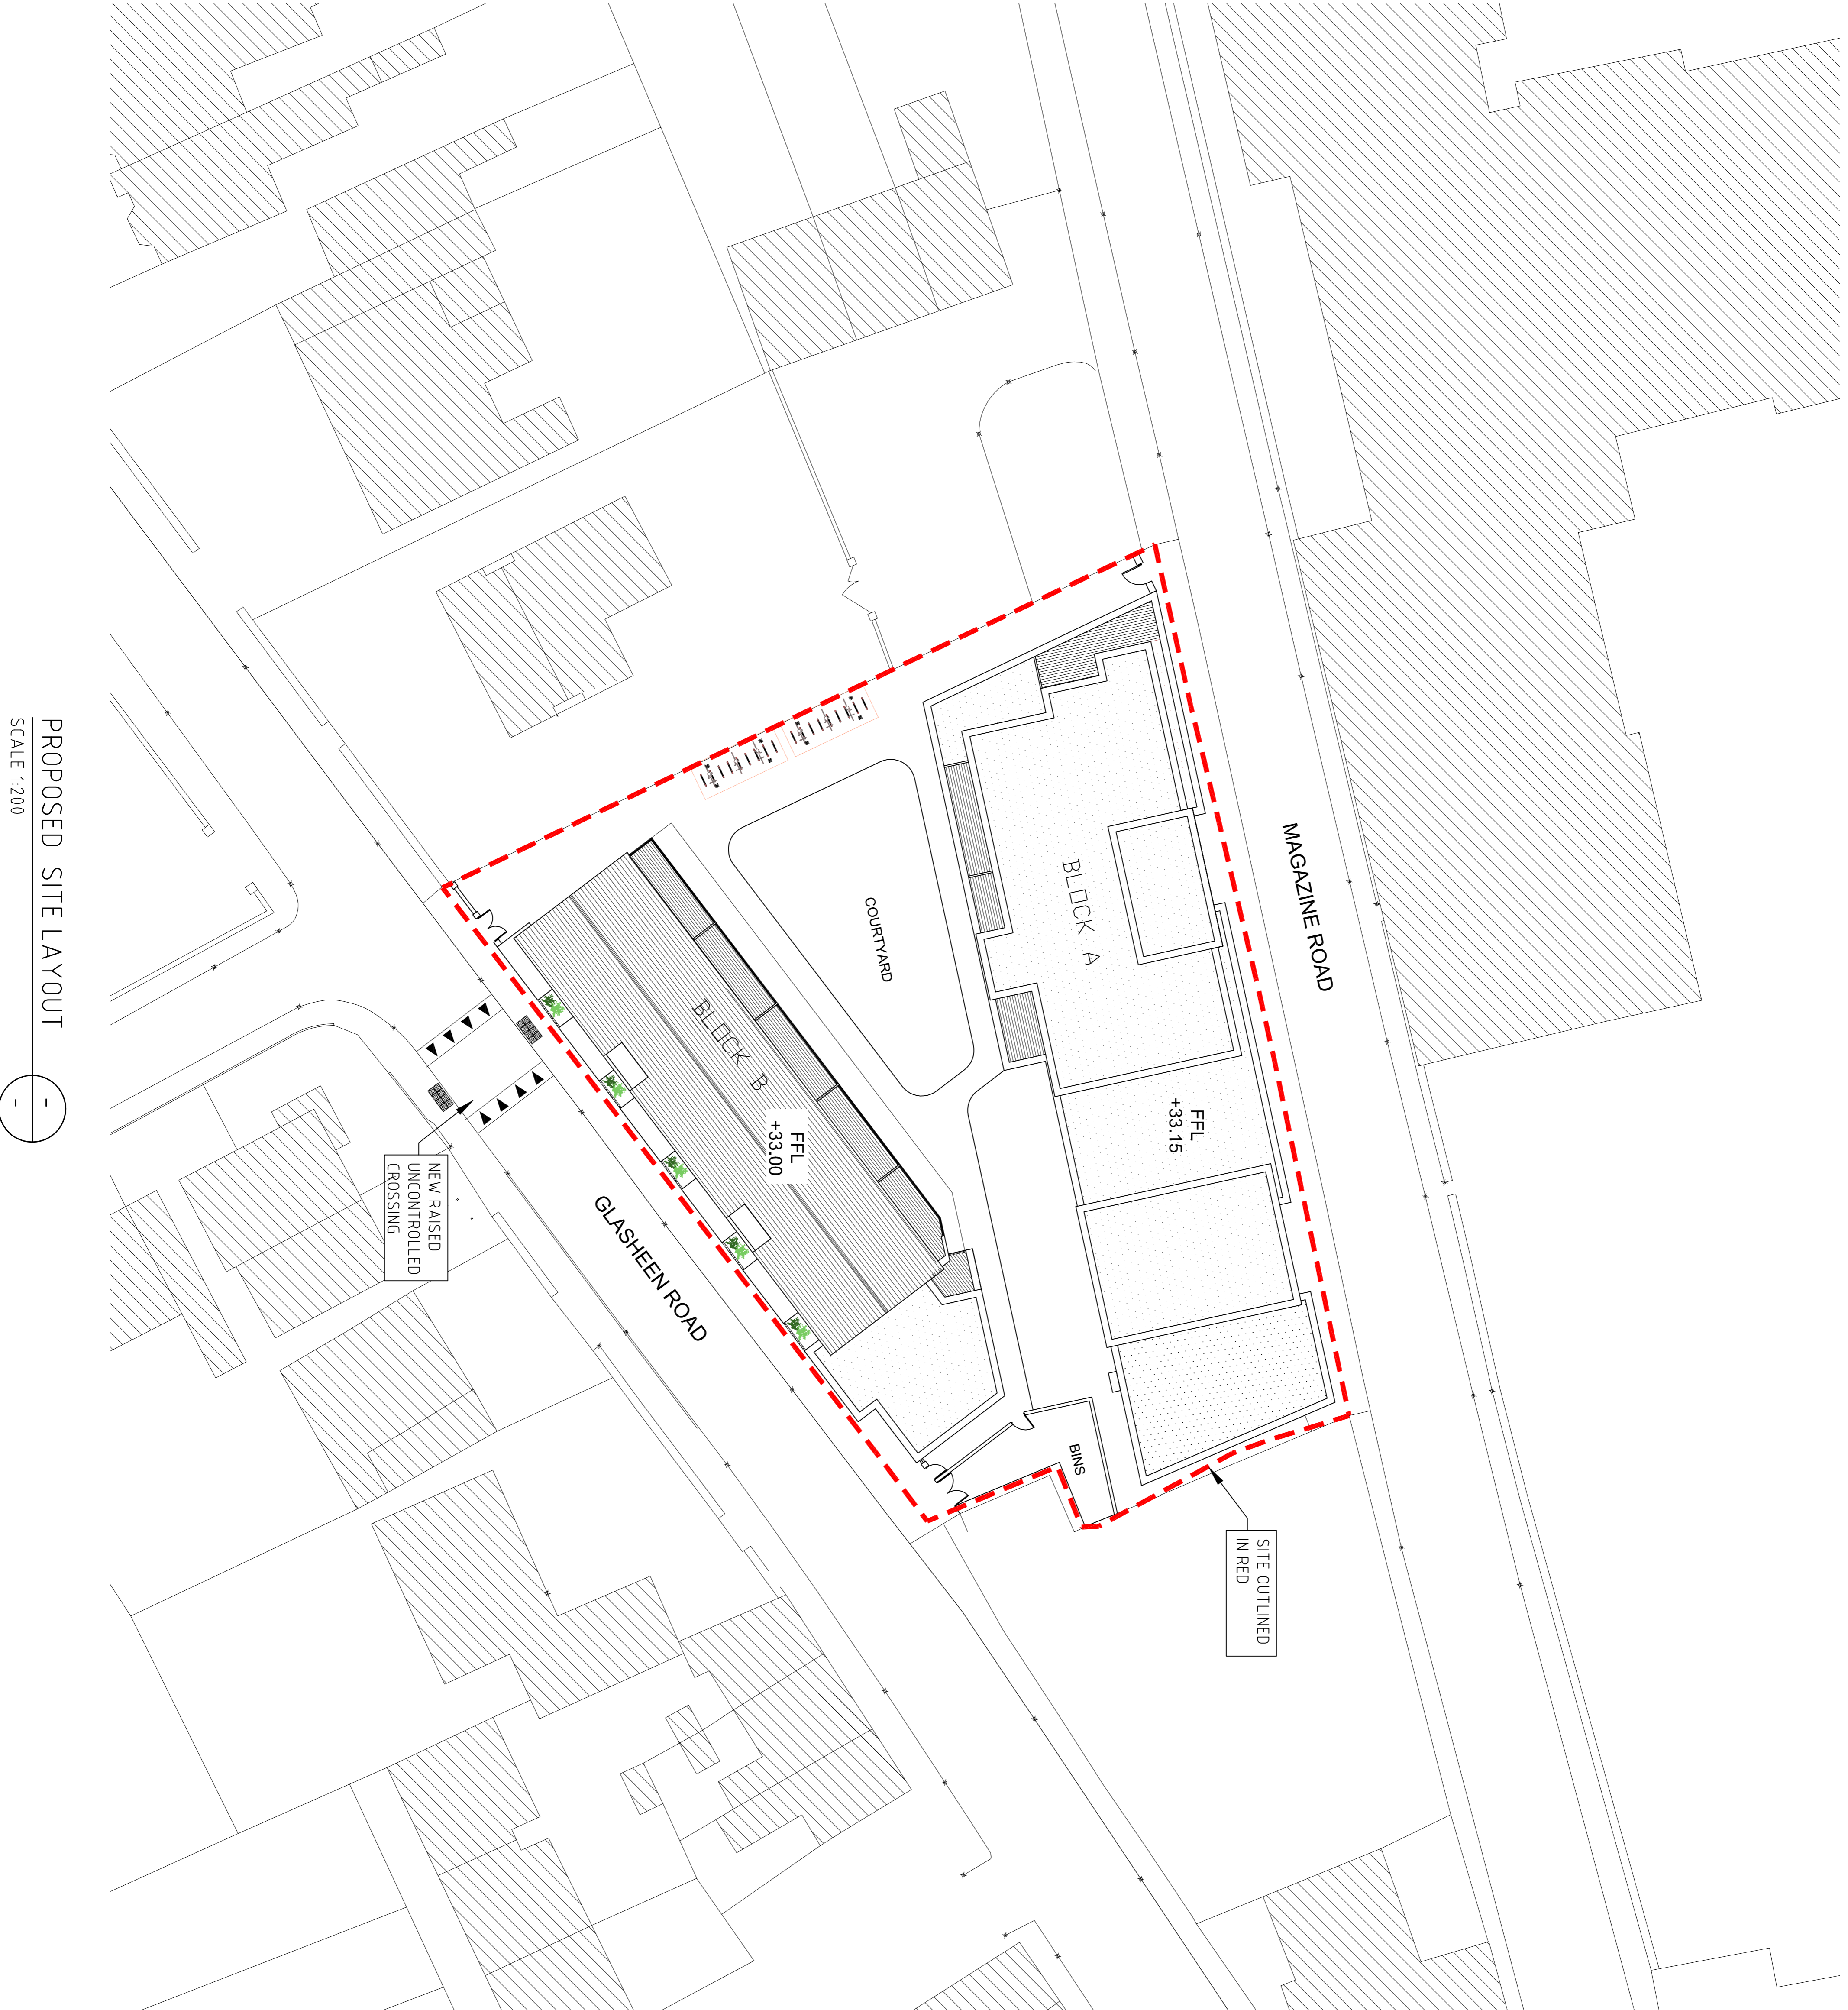 MAGAZINE ROAD
BLOCK A
FFL
+33.15
COURTYARD
BLOCK B
FFL
+33.00
BINS
SITE OUTLINED
IN RED
GLASHEEN ROAD
NEW RAISED
UNCONTROLLED
CROSSING
PROPOSED SITE LAYOUT
SCALE 1:200
-
-